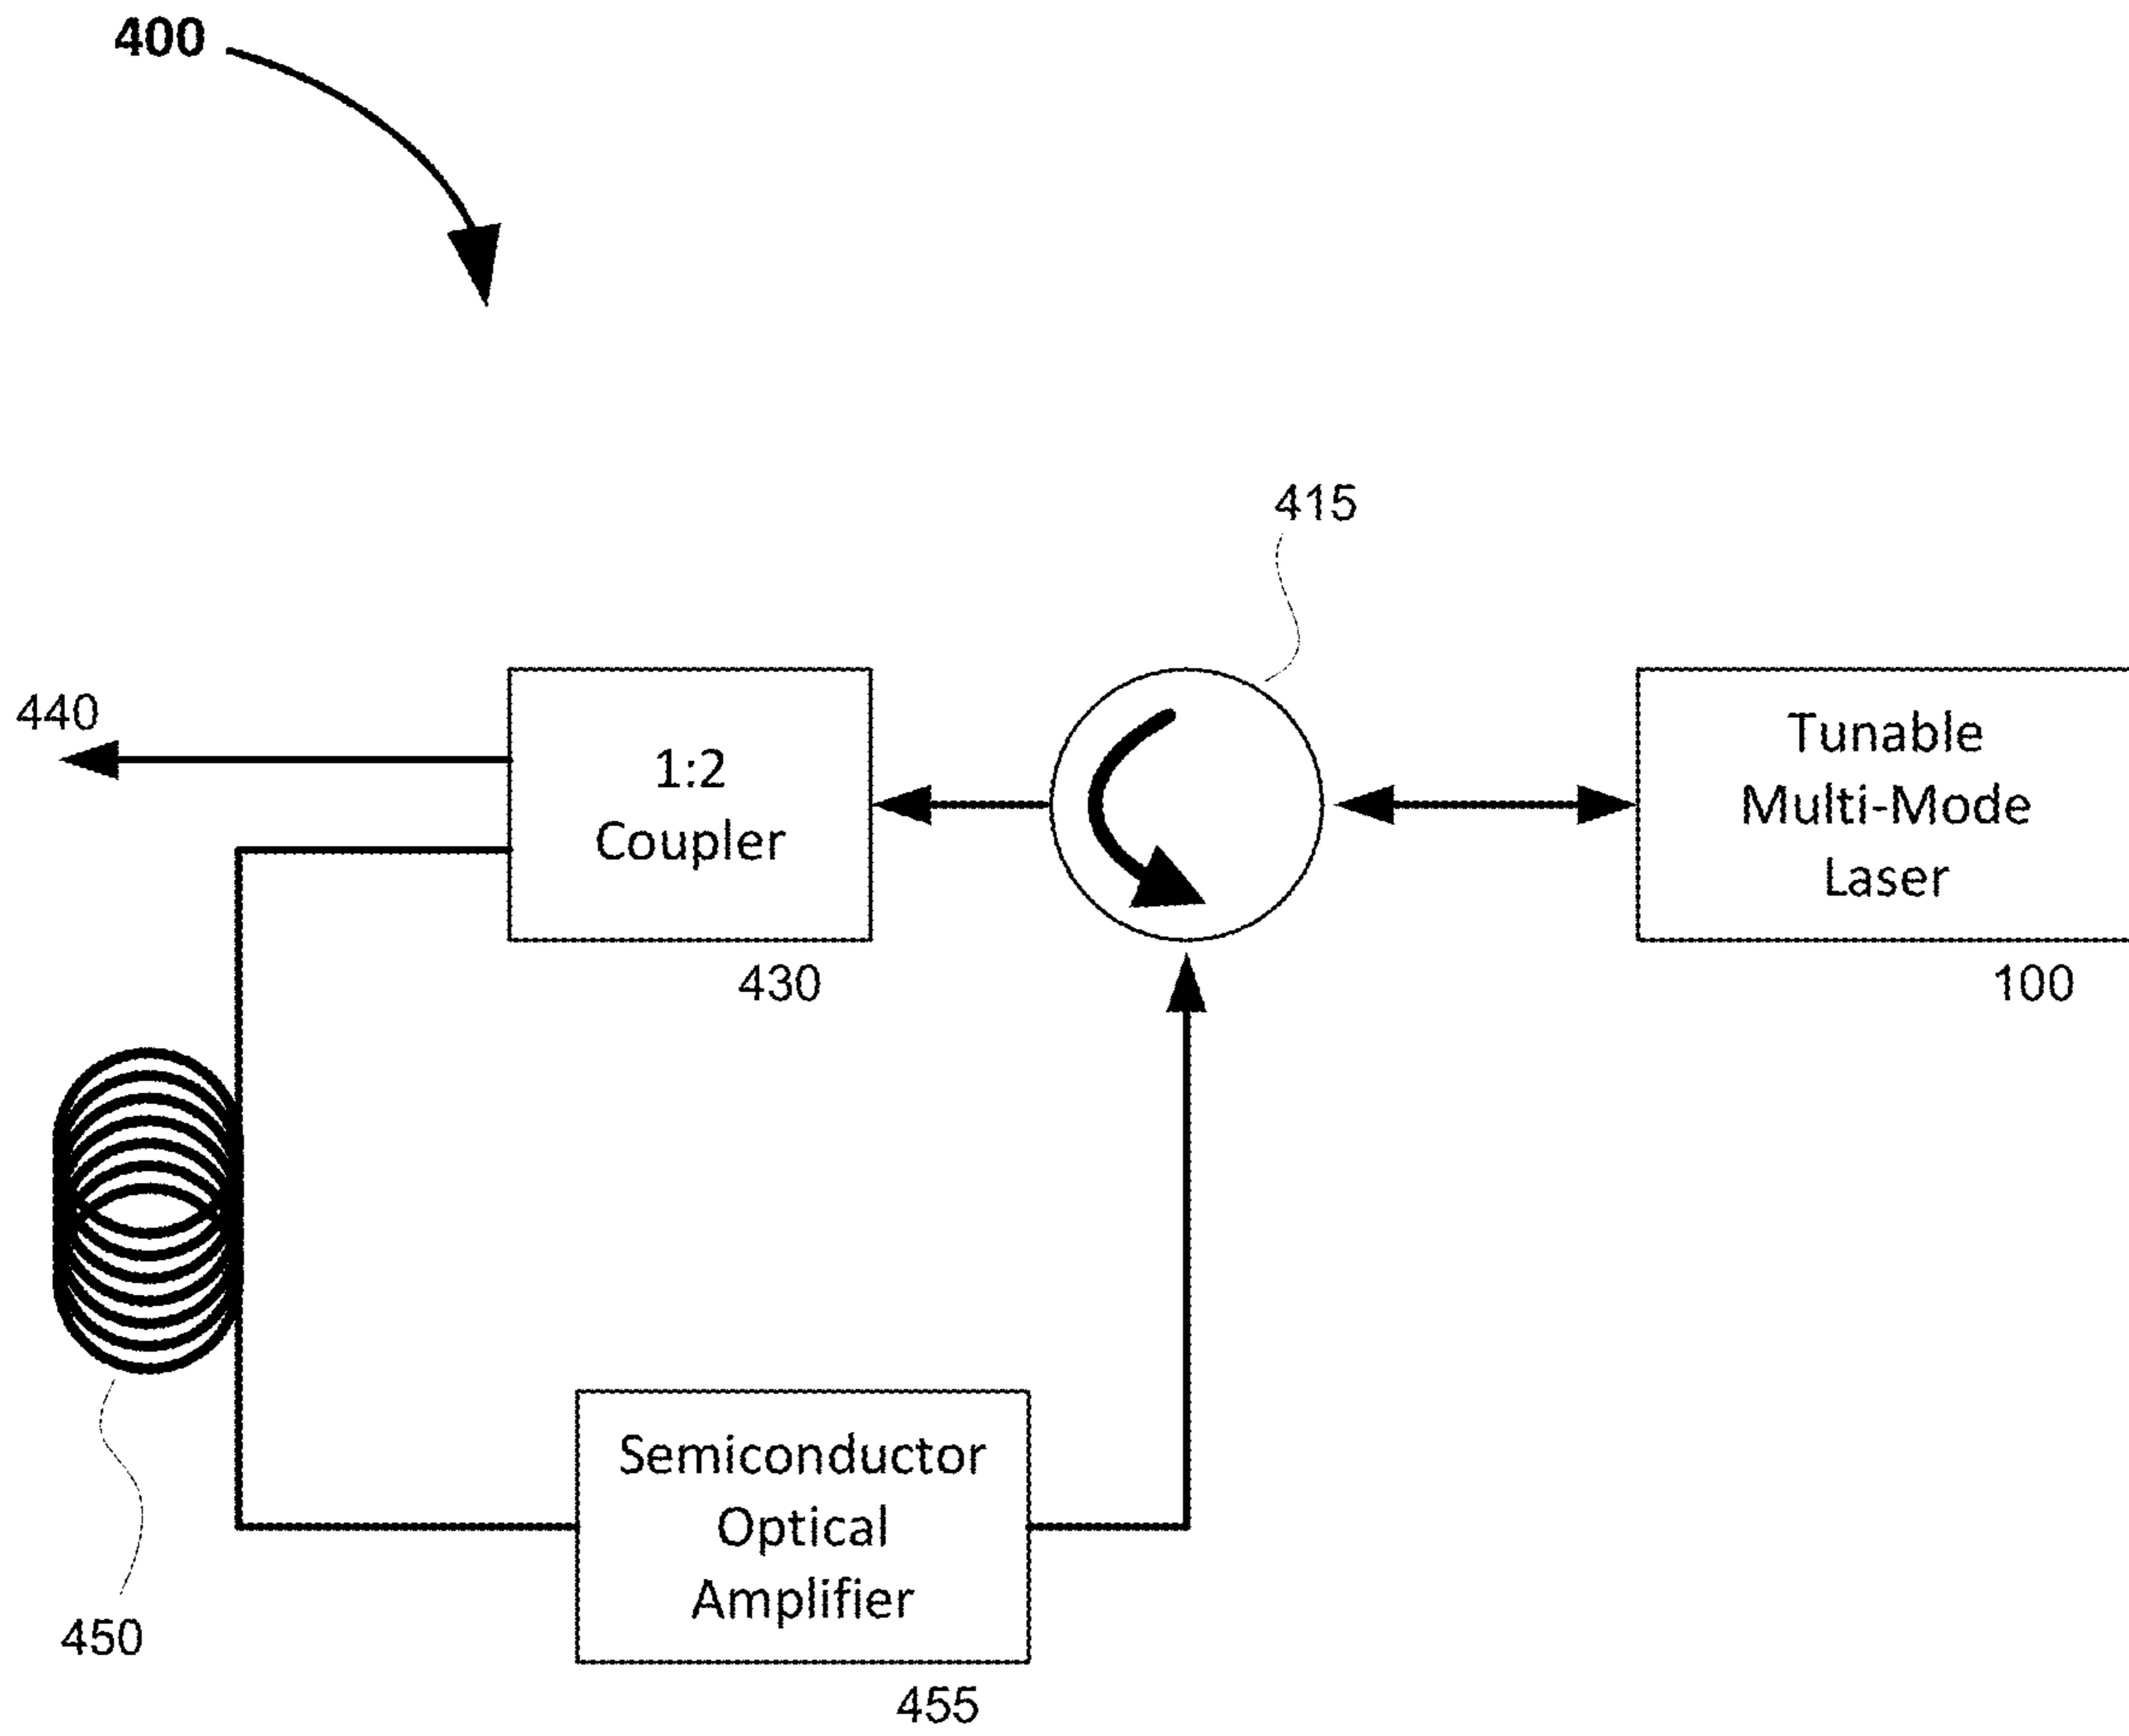 400
415
440
1:2
Coupler
430
Tunable
Multi-Mode
Laser
100
450
Semiconductor
Optical
Amplifier
455